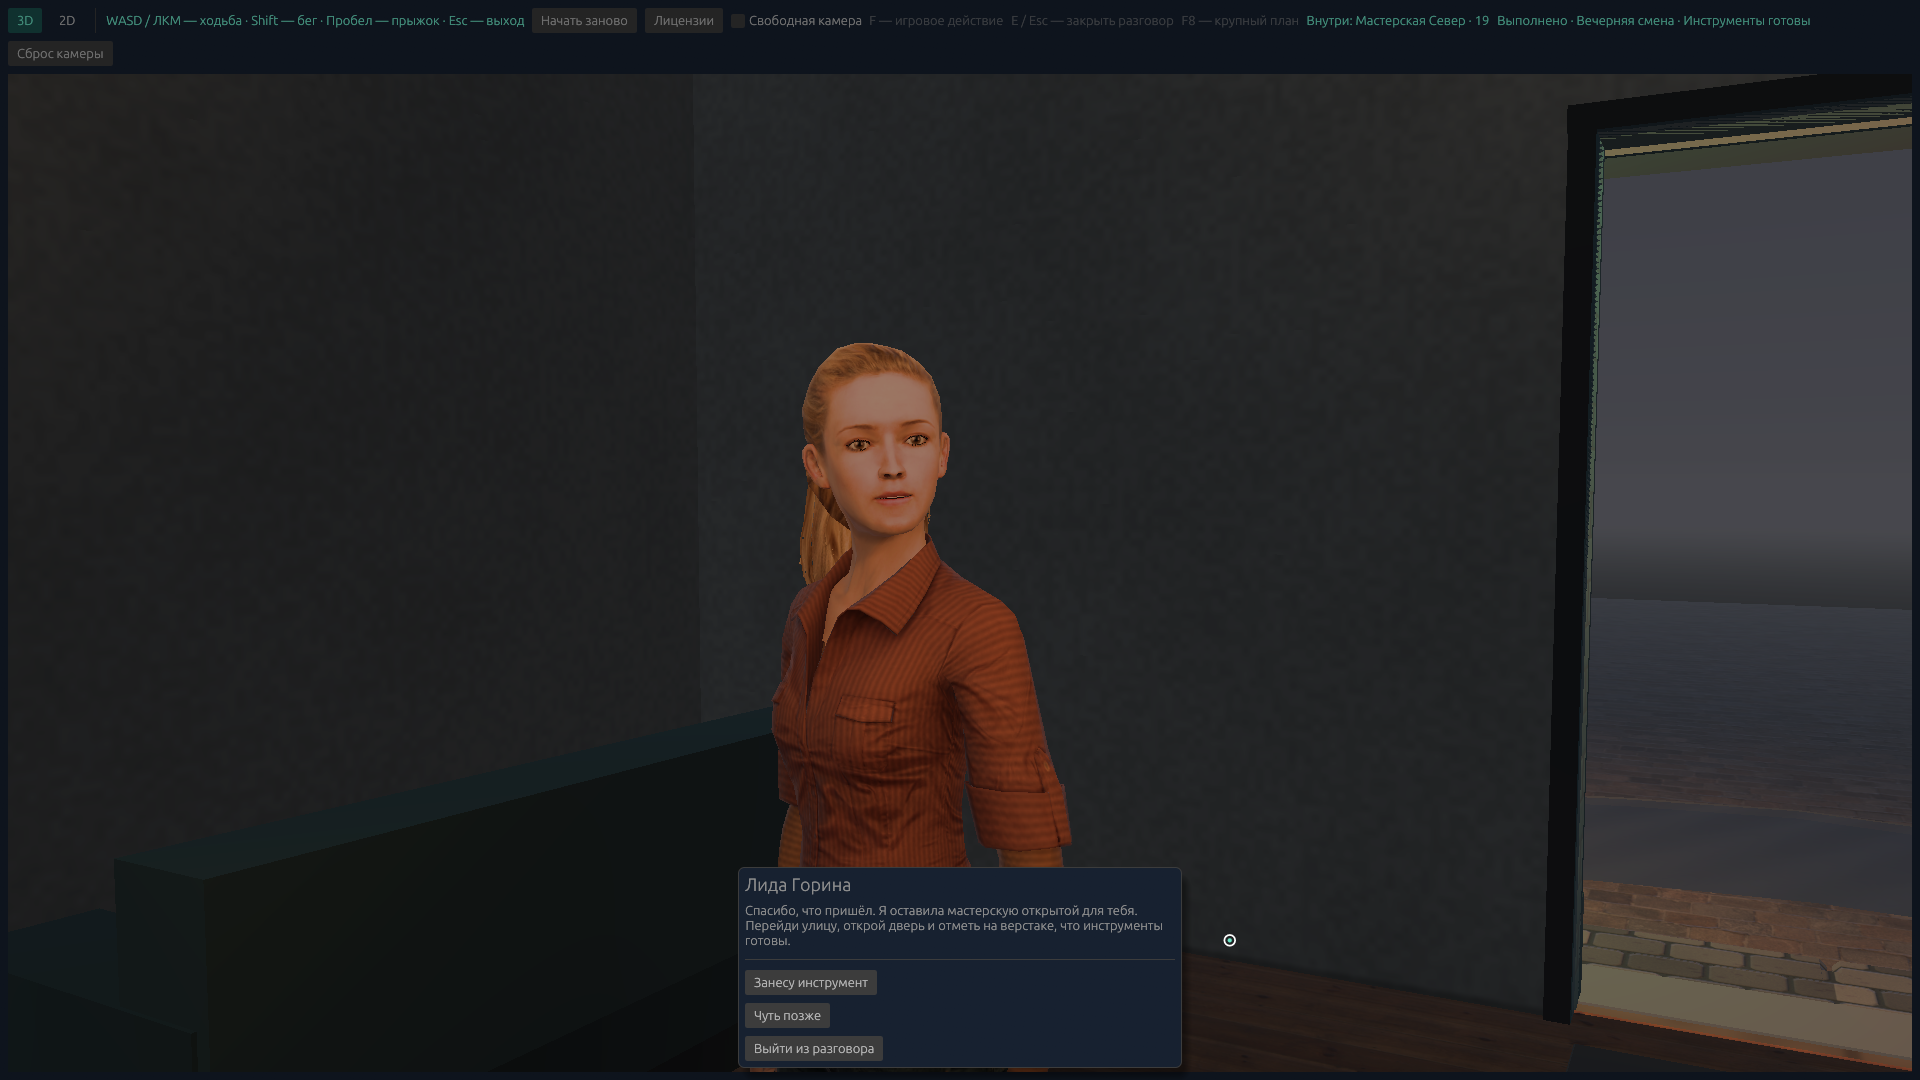 3D 2D WASD / ЛКМ — ходьба · Shift — бег · Пробел — прыжок · Esc — выход Начать заново Лицензии Свободная камера F — игровое действие E / Esc — закрыть разговор F8 — крупный план Внутри: Мастерская Север · 19 Выполнено · Вечерняя смена · Инструменты готовы
Сброс камеры
Лида Горина
Спасибо, что пришёл. Я оставила мастерскую открытой для тебя.
Перейди улицу, открой дверь и отметь на верстаке, что инструменты
готовы.
Занесу инструмент
Чуть позже
Выйти из разговора